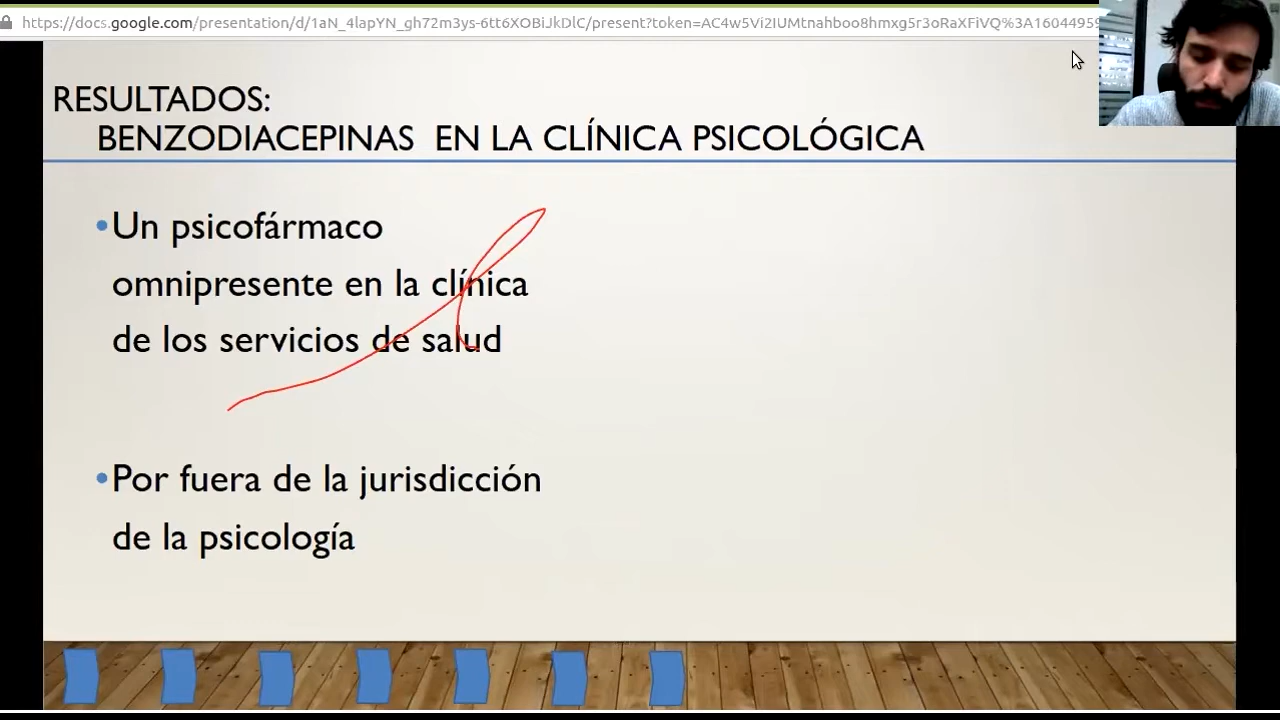 https://docs.google.com/presentation/d/1aN_4lapYN_gh72m3ys-6tt6XOBiJkDlC/present?token=AC4w5Vi2IUMtnahboo8hmxg5r3oRaXFiVQ%3A16044959
RESULTADOS:
BENZODIACEPINAS EN LA CLÍNICA PSICOLÓGICA
•Un psicofármaco
omnipresente en la clínica
de los servicios de salud
•Por fuera de la jurisdicción
de la psicología